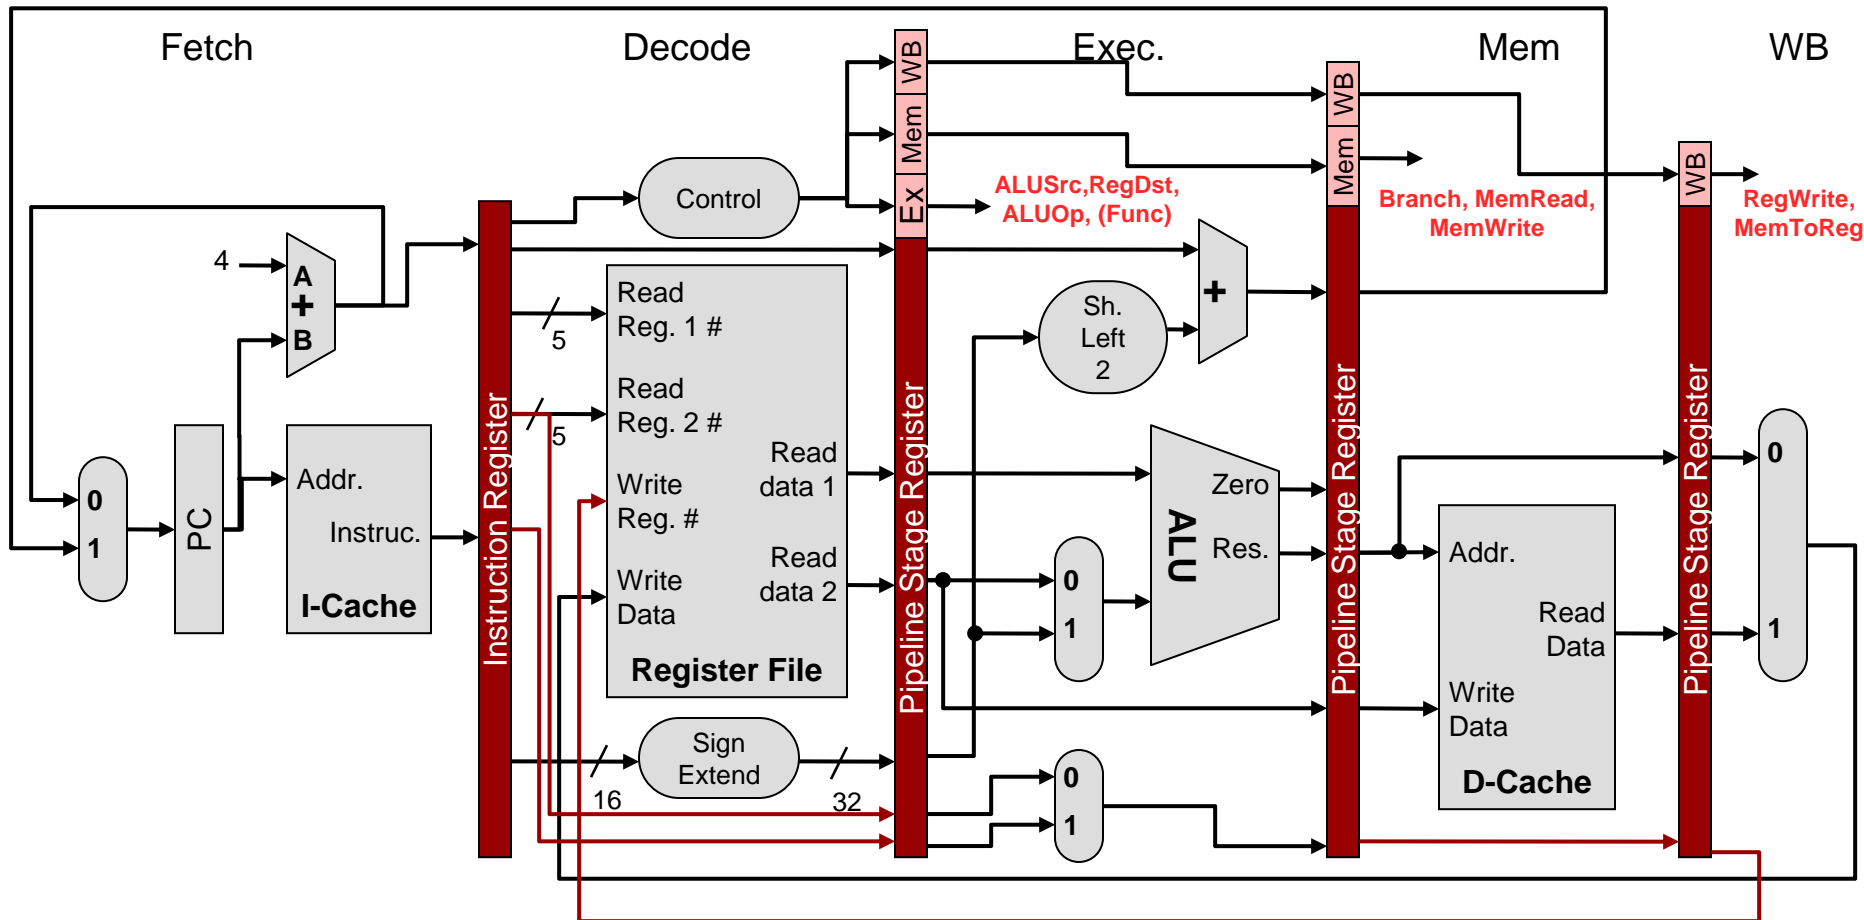 Fetch
Decode
Exec.
Mem
WB
WB
Mem
Ex
WB
Mem
WB
Control
ALUSrc,RegDst,
ALUOp, (Func)
Branch, MemRead,
MemWrite
RegWrite,
MemToReg
4
A
+
B
0
1
PC
Addr.
Instruc.
I-Cache
Instruction Register
5
5
16
32
Read
Reg. 1 #
Read
Reg. 2 #
Write
Reg. #
Write
Data
Read
data 1
Read
data 2
Register File
Sign
Extend
Pipeline Stage Register
Sh.
Left
2
+
0
1
ALU
Zero
Res.
0
1
Pipeline Stage Register
Addr.
Read
Data
Write
Data
D-Cache
Pipeline Stage Register
0
1